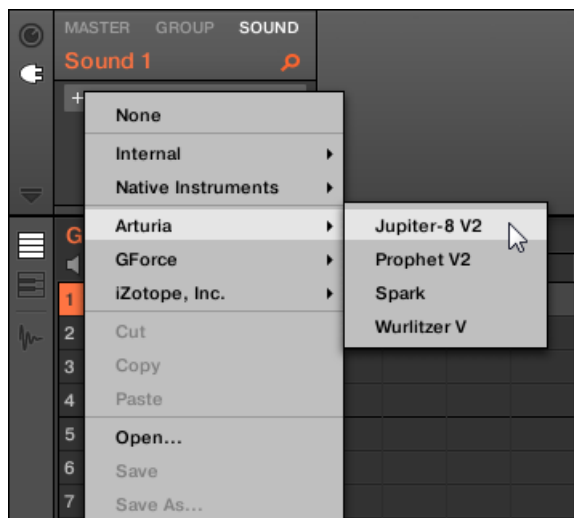 MASTER GROUP SOUND
Sound 1
+
None
Internal
Native Instruments
Arturia
Jupiter-8 V2
G
GForce
Prophet V2
1
iZotope, Inc.
Spark
2
Cut
Wurlitzer V
3
Copy
4
Paste
5
Open...
6
Save
7
Save As...